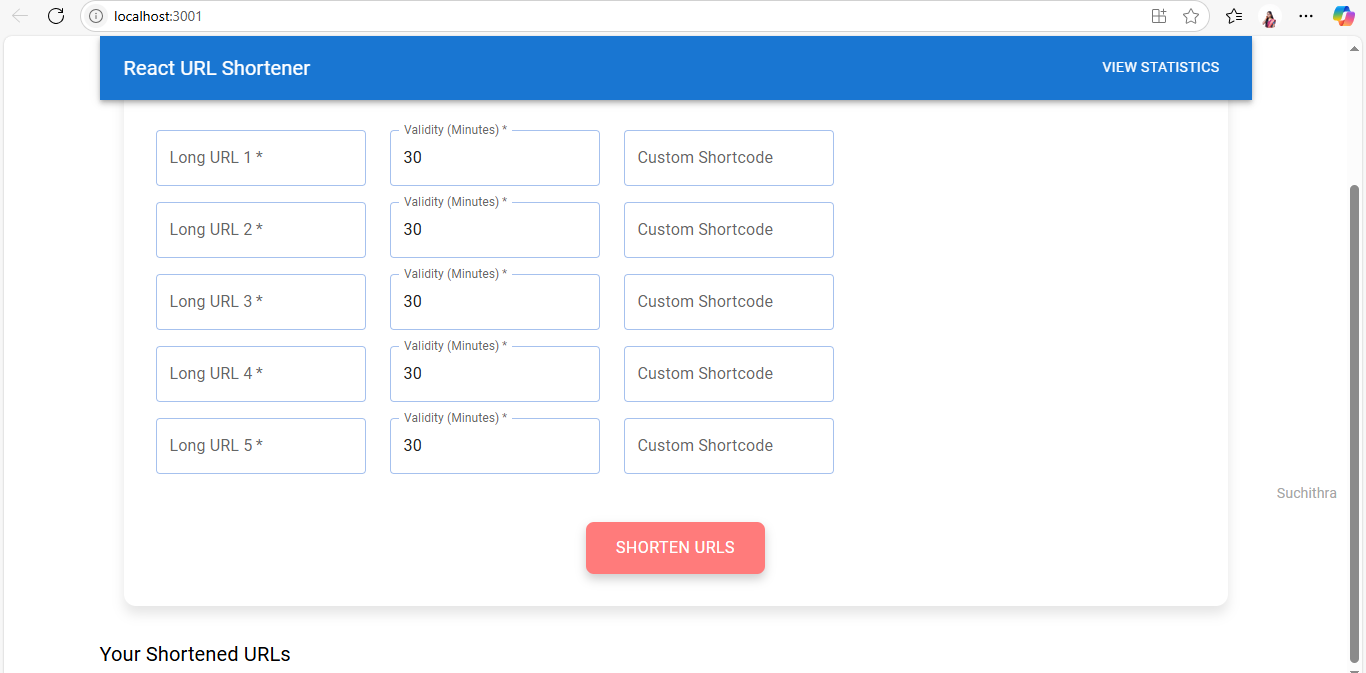 localhost:3001
React URL Shortener VIEW STATISTICS
Validity (Minutes) *
Long URL 1 * 30 Custom Shortcode
Validity (Minutes) *
Long URL 2 * 30 Custom Shortcode
Validity (Minutes) *
Long URL 3 * 30 Custom Shortcode
Validity (Minutes) *
Long URL 4 * 30 Custom Shortcode
Validity (Minutes) *
Long URL 5 * 30 Custom Shortcode
Suchithra
SHORTEN URLS
Your Shortened URLs